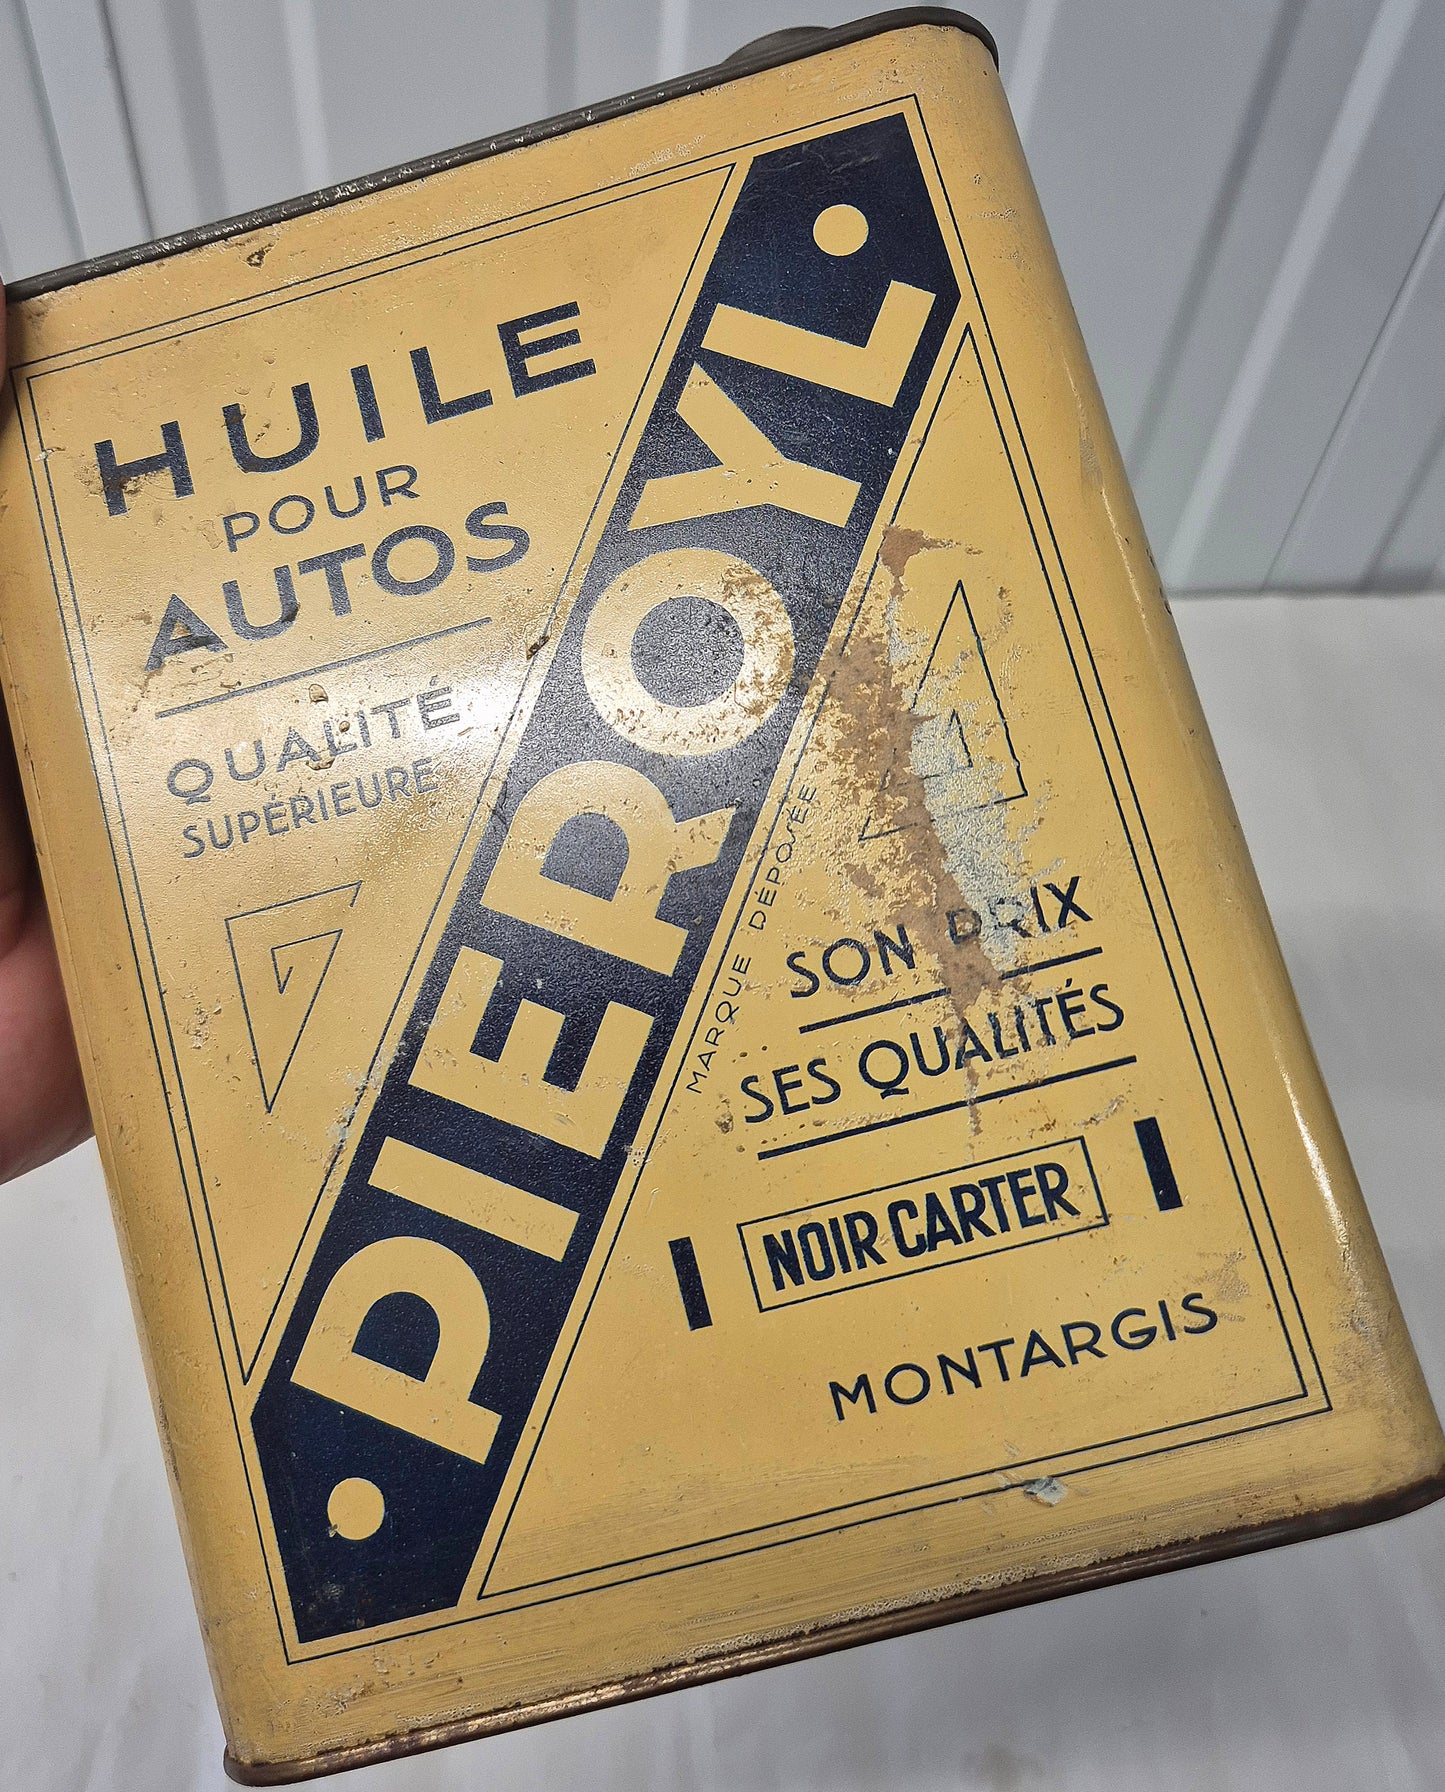 HUILE
POUR
AUTOS
QUALITÉ
SUPÉRIEURE
PIEROYL
MARQUE DÉPOSÉE
SON PRIX
SES QUALITÉS
NOIR CARTER
MONTARGIS